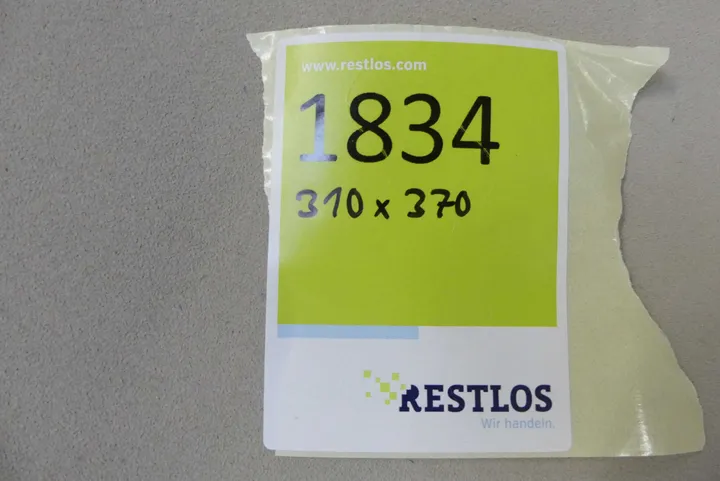 www.restlos.com
1834
310 x 370
RESTLOS
Wir handeln.